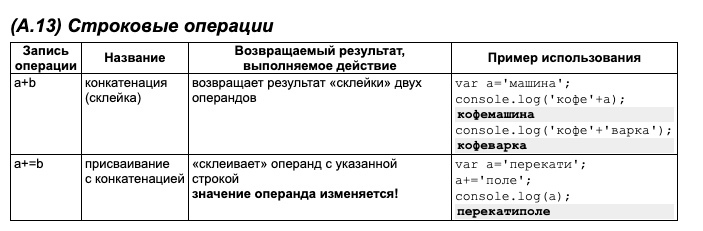 (А.13) Строковые операции
Запись операции
Название
Возвращаемый результат, выполняемое действие
Пример использования
a+b
конкатенация
(склейка)
возвращает результат «склейки» двух
операндов
var a='машина';
console.log('кофе'+a);
кофемашина
console.log('кофе'+'варка');
кофеварка
a+=b
присваивание
с конкатенацией
«склеивает» операнд с указанной
строкой
значение операнда изменяется!
var a='перекати';
a+='поле';
console.log(a);
перекатиполе